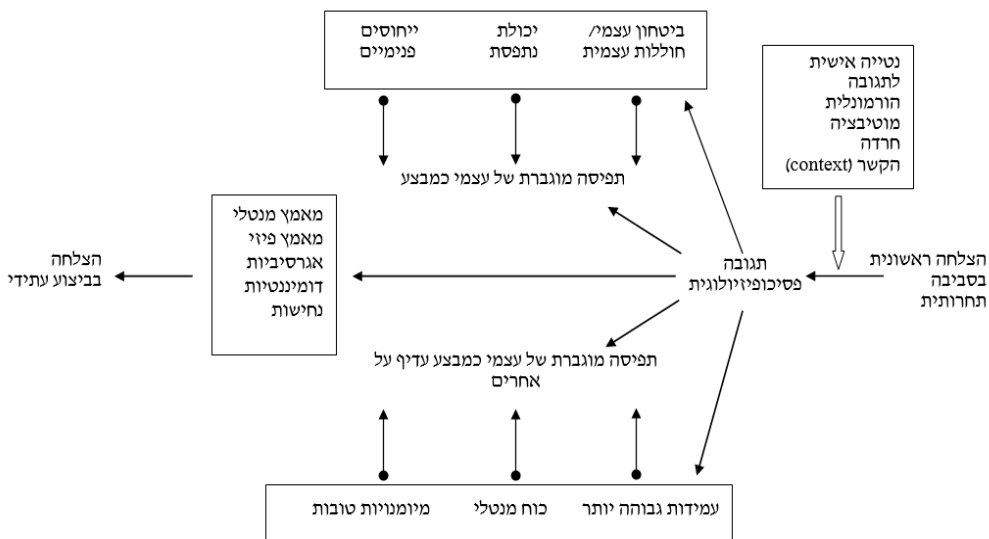 ביטחון עצמי/
חוללות עצמית
יכולת
נתפסת
ייחוסים
פנימיים
נטייה אישית
לתגובה
הורמונלית
מוטיבציה
חרדה
הקשר (context)
תפיסה מוגברת של עצמי כמבצע
הצלחה ראשונית
בסביבה
תחרותית
תגובה
פסיכופיזיולוגית
מאמץ מנטלי
מאמץ פיזי
אגרסיביות
דומיננטיות
נחישות
הצלחה
בביצוע עתידי
תפיסה מוגברת של עצמי כמבצע עדיף על
אחרים
עמידות גבוהה יותר
כוח מנטלי
מיומנויות טובות